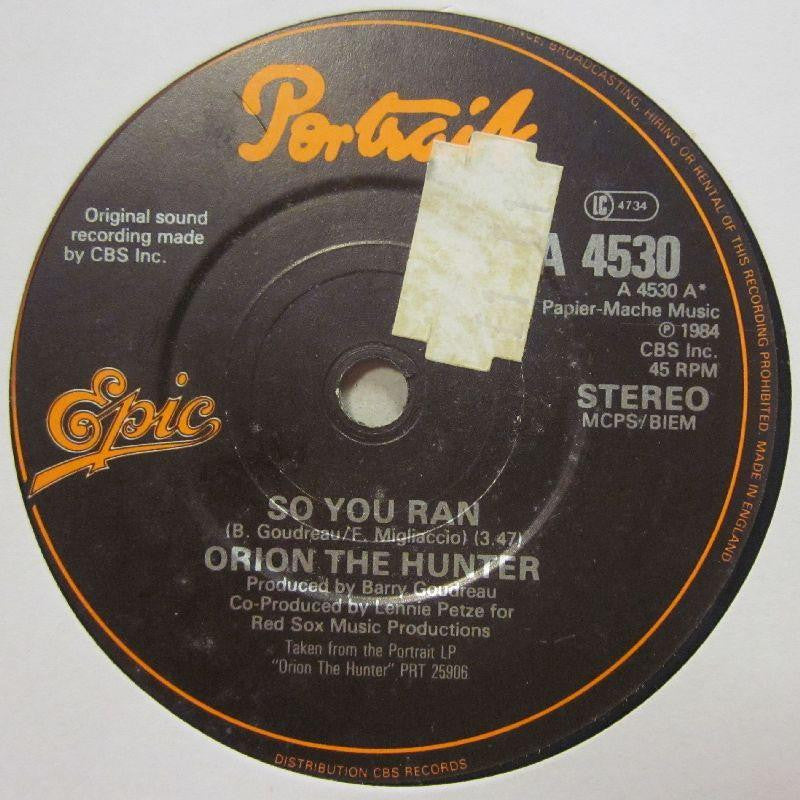 Portrait
Original sound
recording made
by CBS Inc.
LC 4734
A 4530
A 4530 A*
Papier-Mache Music
℗ 1984
CBS Inc.
45 RPM
STEREO
MCPS/BIEM
Epic
SO YOU RAN
(B. Goudreau/F. Migliaccio) (3.47)
ORION THE HUNTER
Produced by Barry Goudreau
Co-Produced by Lennie Petze for
Red Sox Music Productions
Taken from the Portrait LP
"Orion The Hunter" PRT 25906
BROADCASTING, HIRING OR RENTAL OF THIS RECORDING PROHIBITED. MADE IN ENGLAND
DISTRIBUTION CBS RECORDS